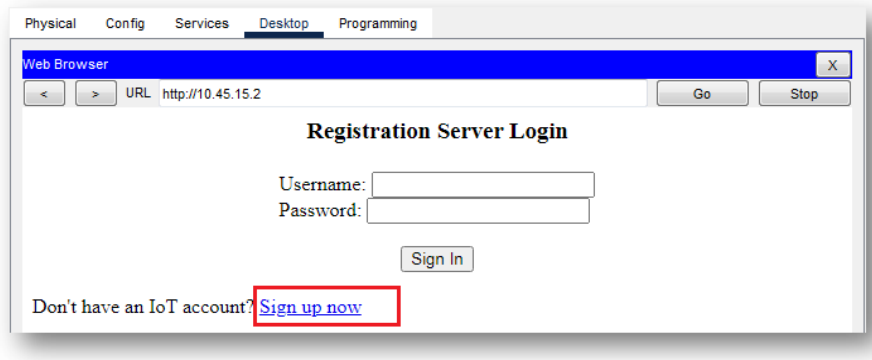 Physical Config Services Desktop Programming
Web Browser X
< > URL http://10.45.15.2 Go Stop
Registration Server Login
Username:
Password:
Sign In
Don't have an IoT account? Sign up now